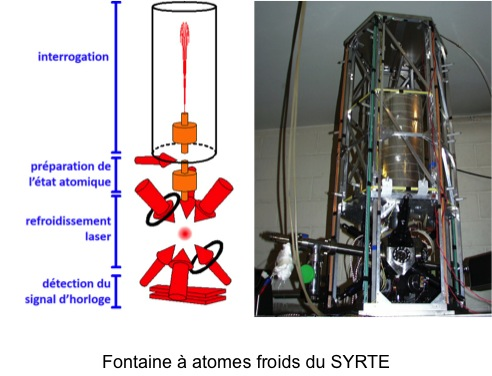 interrogation
préparation de
l'état atomique
refroidissement
laser
détection du
signal d'horloge
Fontaine à atomes froids du SYRTE